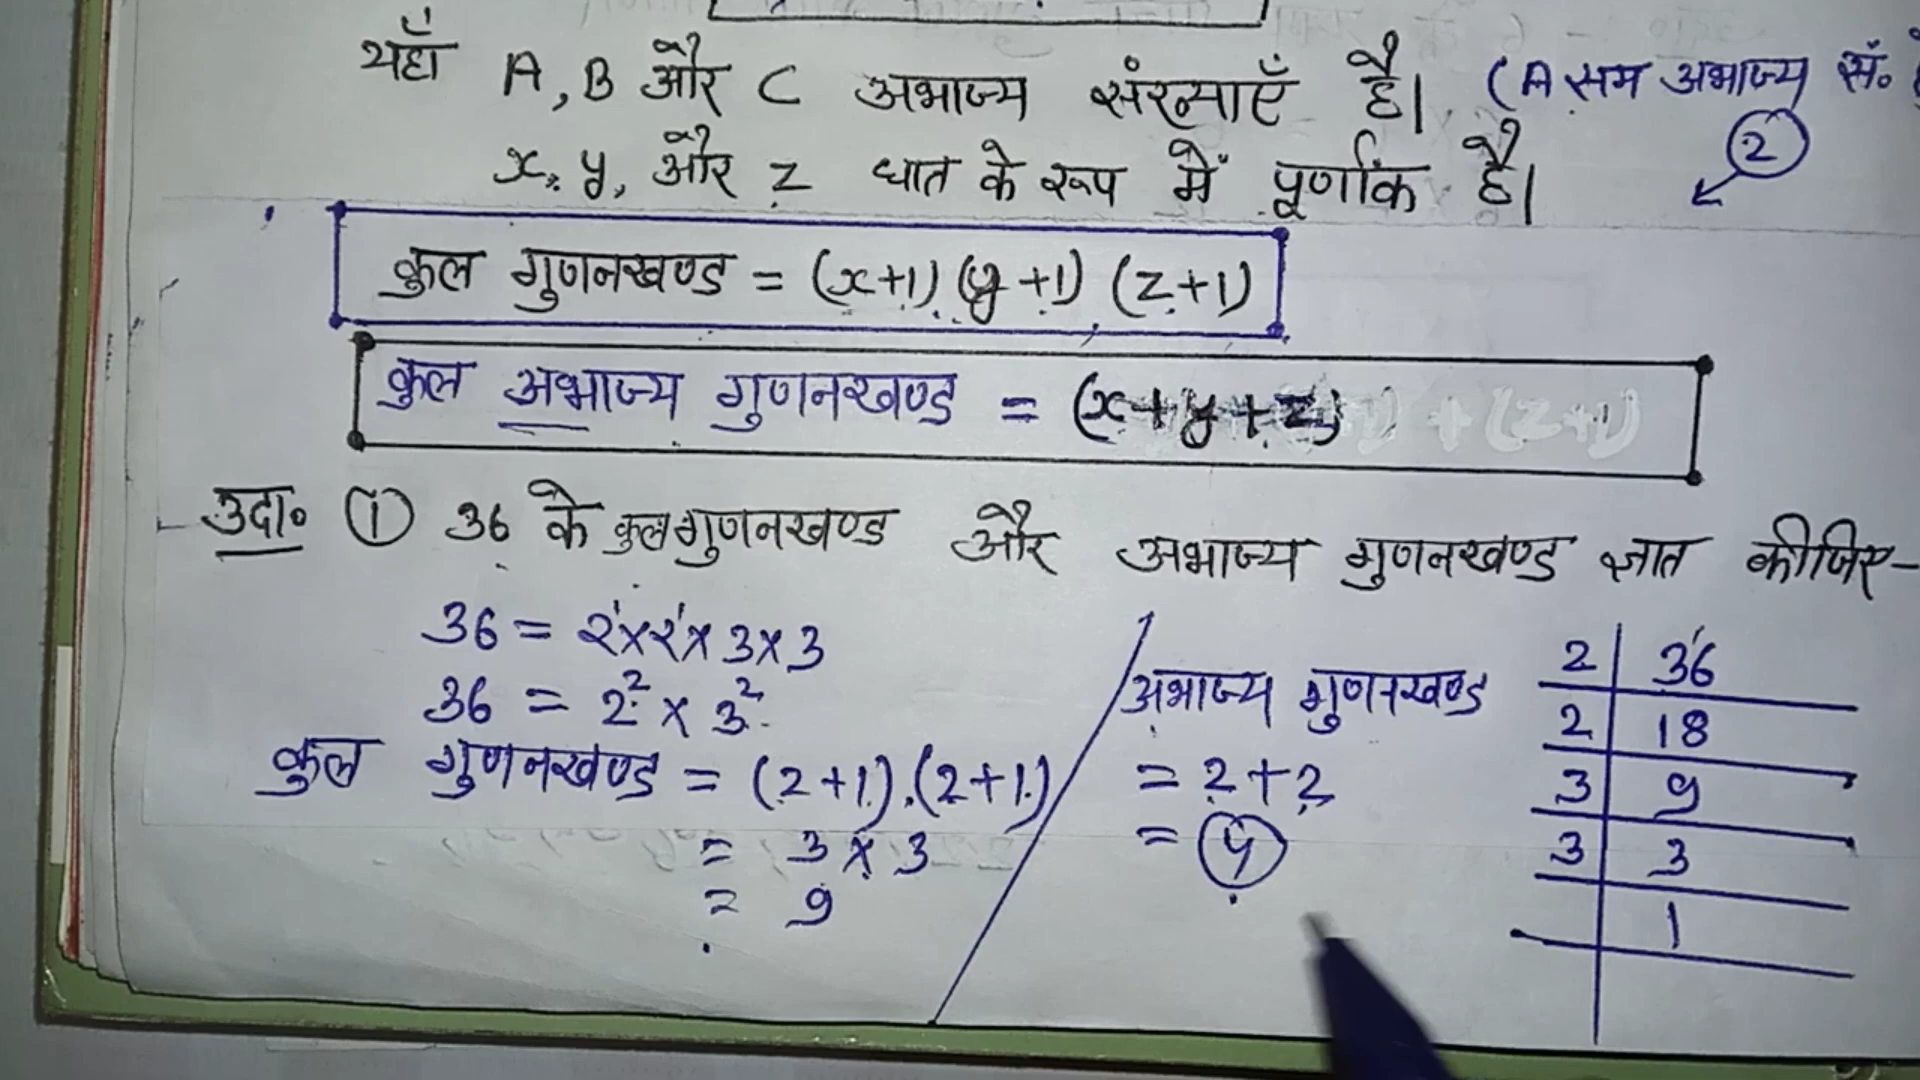 यहाँ A, B और C अभाज्य संख्याएँ है। (A सम अभाज्य सं॰
2
x, y, और z घात के रूप में पूर्णांक है।
कुल गुणनखण्ड = (x+1) (y+1) (z+1)
कुल अभाज्य गुणनखण्ड = (x+y+z) + (z+1)
उदा॰ (1) 36 के कुल गुणनखण्ड और अभाज्य गुणनखण्ड ज्ञात कीजिए-
36 = 2×2×3×3
36 = 2² × 3²
कुल गुणनखण्ड = (2+1).(2+1)
= 3×3
= 9
अभाज्य गुणनखण्ड
= 2+2
= 4
2 | 36
2 | 18
3 | 9
3 | 3
1